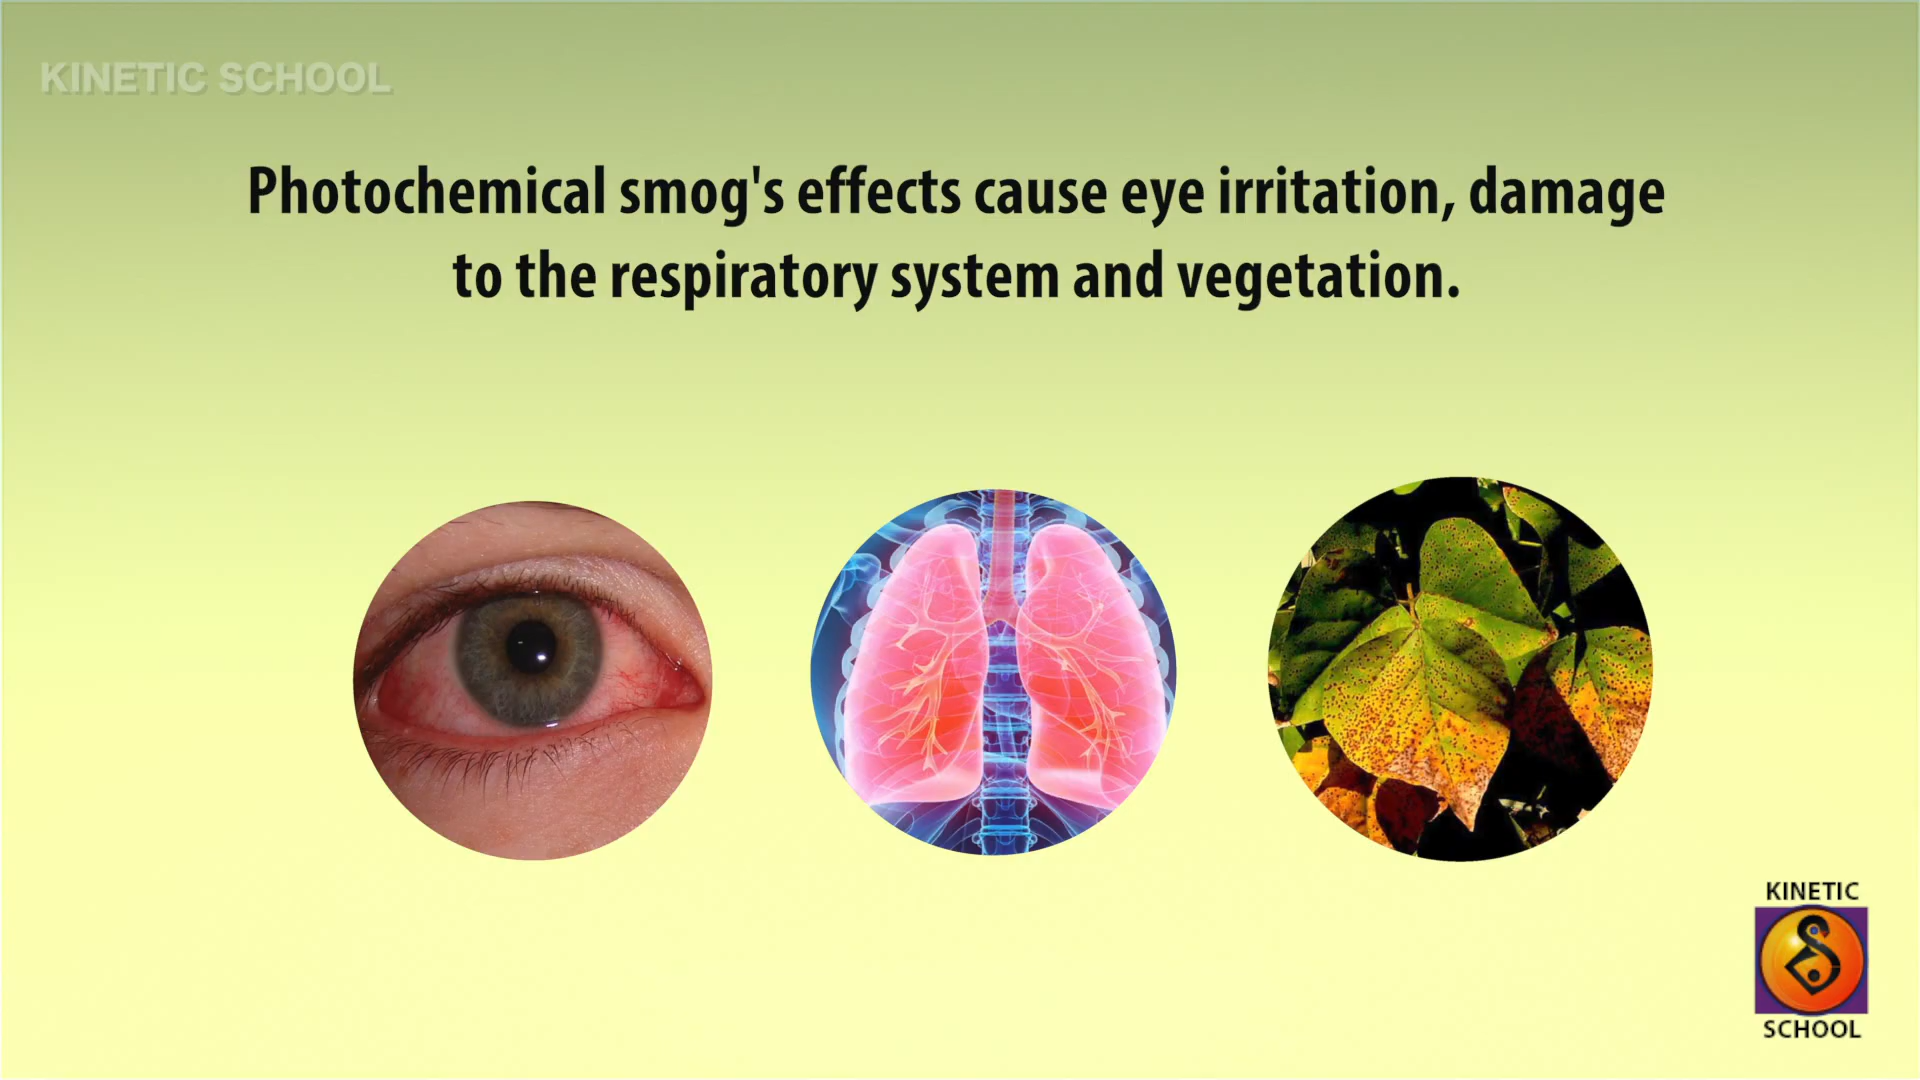 KINETIC SCHOOL
Photochemical smog's effects cause eye irritation, damage
to the respiratory system and vegetation.
KINETIC
SCHOOL